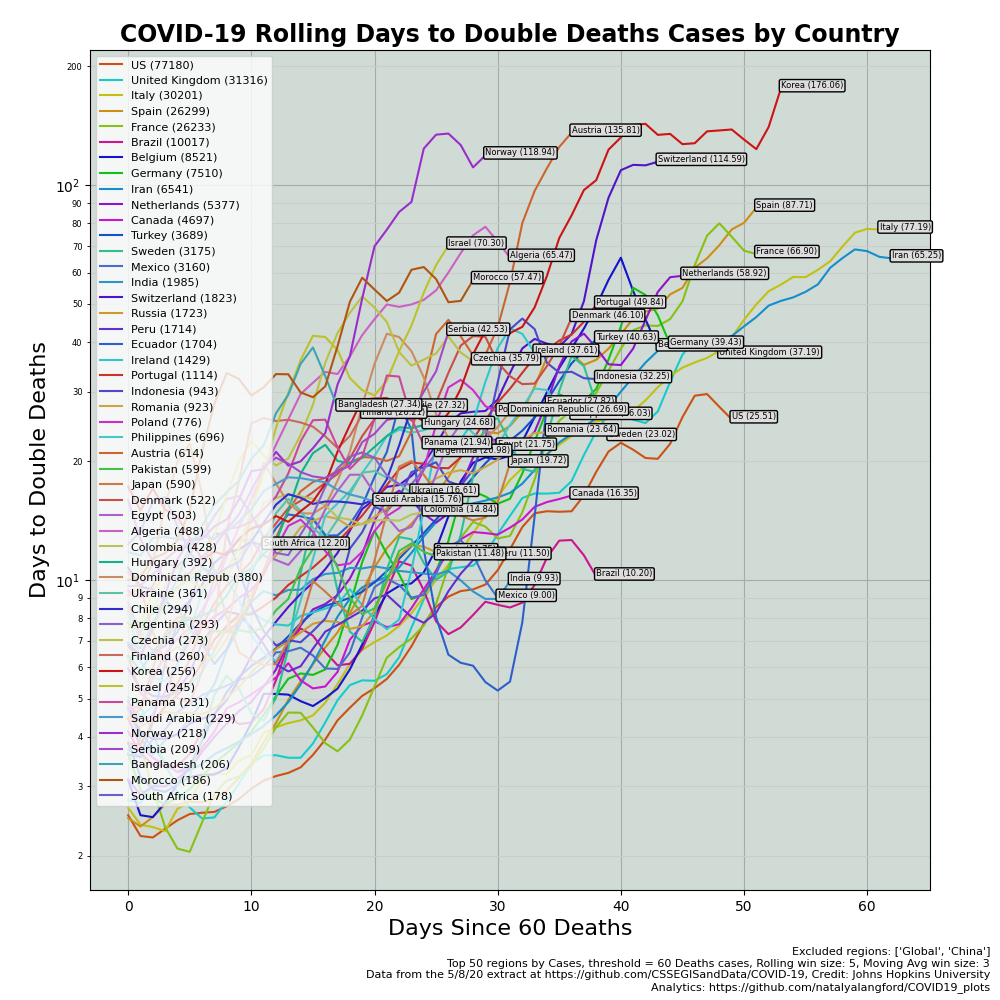 COVID-19 Rolling Days to Double Deaths Cases by Country
US (77180)
United Kingdom (31316)
Italy (30201)
Spain (26299)
France (26233)
Brazil (10017)
Belgium (8521)
Germany (7510)
Iran (6541)
Netherlands (5377)
Canada (4697)
Turkey (3689)
Sweden (3175)
Mexico (3160)
India (1985)
Switzerland (1823)
Russia (1723)
Peru (1714)
Ecuador (1704)
Ireland (1429)
Portugal (1114)
Indonesia (943)
Romania (923)
Poland (776)
Philippines (696)
Austria (614)
Pakistan (599)
Japan (590)
Denmark (522)
Egypt (503)
Algeria (488)
Colombia (428)
Hungary (392)
Dominican Repub (380)
Ukraine (361)
Chile (294)
Argentina (293)
Czechia (273)
Finland (260)
Korea (256)
Israel (245)
Panama (231)
Saudi Arabia (229)
Norway (218)
Serbia (209)
Bangladesh (206)
Morocco (186)
South Africa (178)
Korea (176.06)
Austria (135.81)
Norway (118.94)
Switzerland (114.59)
Spain (87.71)
Italy (77.19)
Israel (70.30)
France (66.90)
Algeria (65.47)
Iran (65.25)
Netherlands (58.92)
Morocco (57.47)
Portugal (49.84)
Denmark (46.10)
Serbia (42.53)
Turkey (40.63)
Germany (39.43)
Ireland (37.61)
United Kingdom (37.19)
Czechia (35.79)
Indonesia (32.25)
Ecuador (27.82)
Bangladesh (27.34)
(27.32)
Dominican Republic (26.69)
Finland (26.21)
US (25.51)
Hungary (24.68)
Romania (23.64)
(23.02)
Panama (21.94)
Egypt (21.75)
Argentina (20.98)
Japan (19.72)
Ukraine (16.61)
Canada (16.35)
Saudi Arabia (15.76)
Colombia (14.84)
South Africa (12.20)
Pakistan (11.48)
(11.50)
Brazil (10.20)
India (9.93)
Mexico (9.00)
200
10²
90
80
70
60
50
40
30
20
10¹
9
8
7
6
5
4
3
2
Days to Double Deaths
0 10 20 30 40 50 60
Days Since 60 Deaths
Excluded regions: ['Global', 'China']
Top 50 regions by Cases, threshold = 60 Deaths cases, Rolling win size: 5, Moving Avg win size: 3
Data from the 5/8/20 extract at https://github.com/CSSEGISandData/COVID-19, Credit: Johns Hopkins University
Analytics: https://github.com/natalyalangford/COVID19_plots